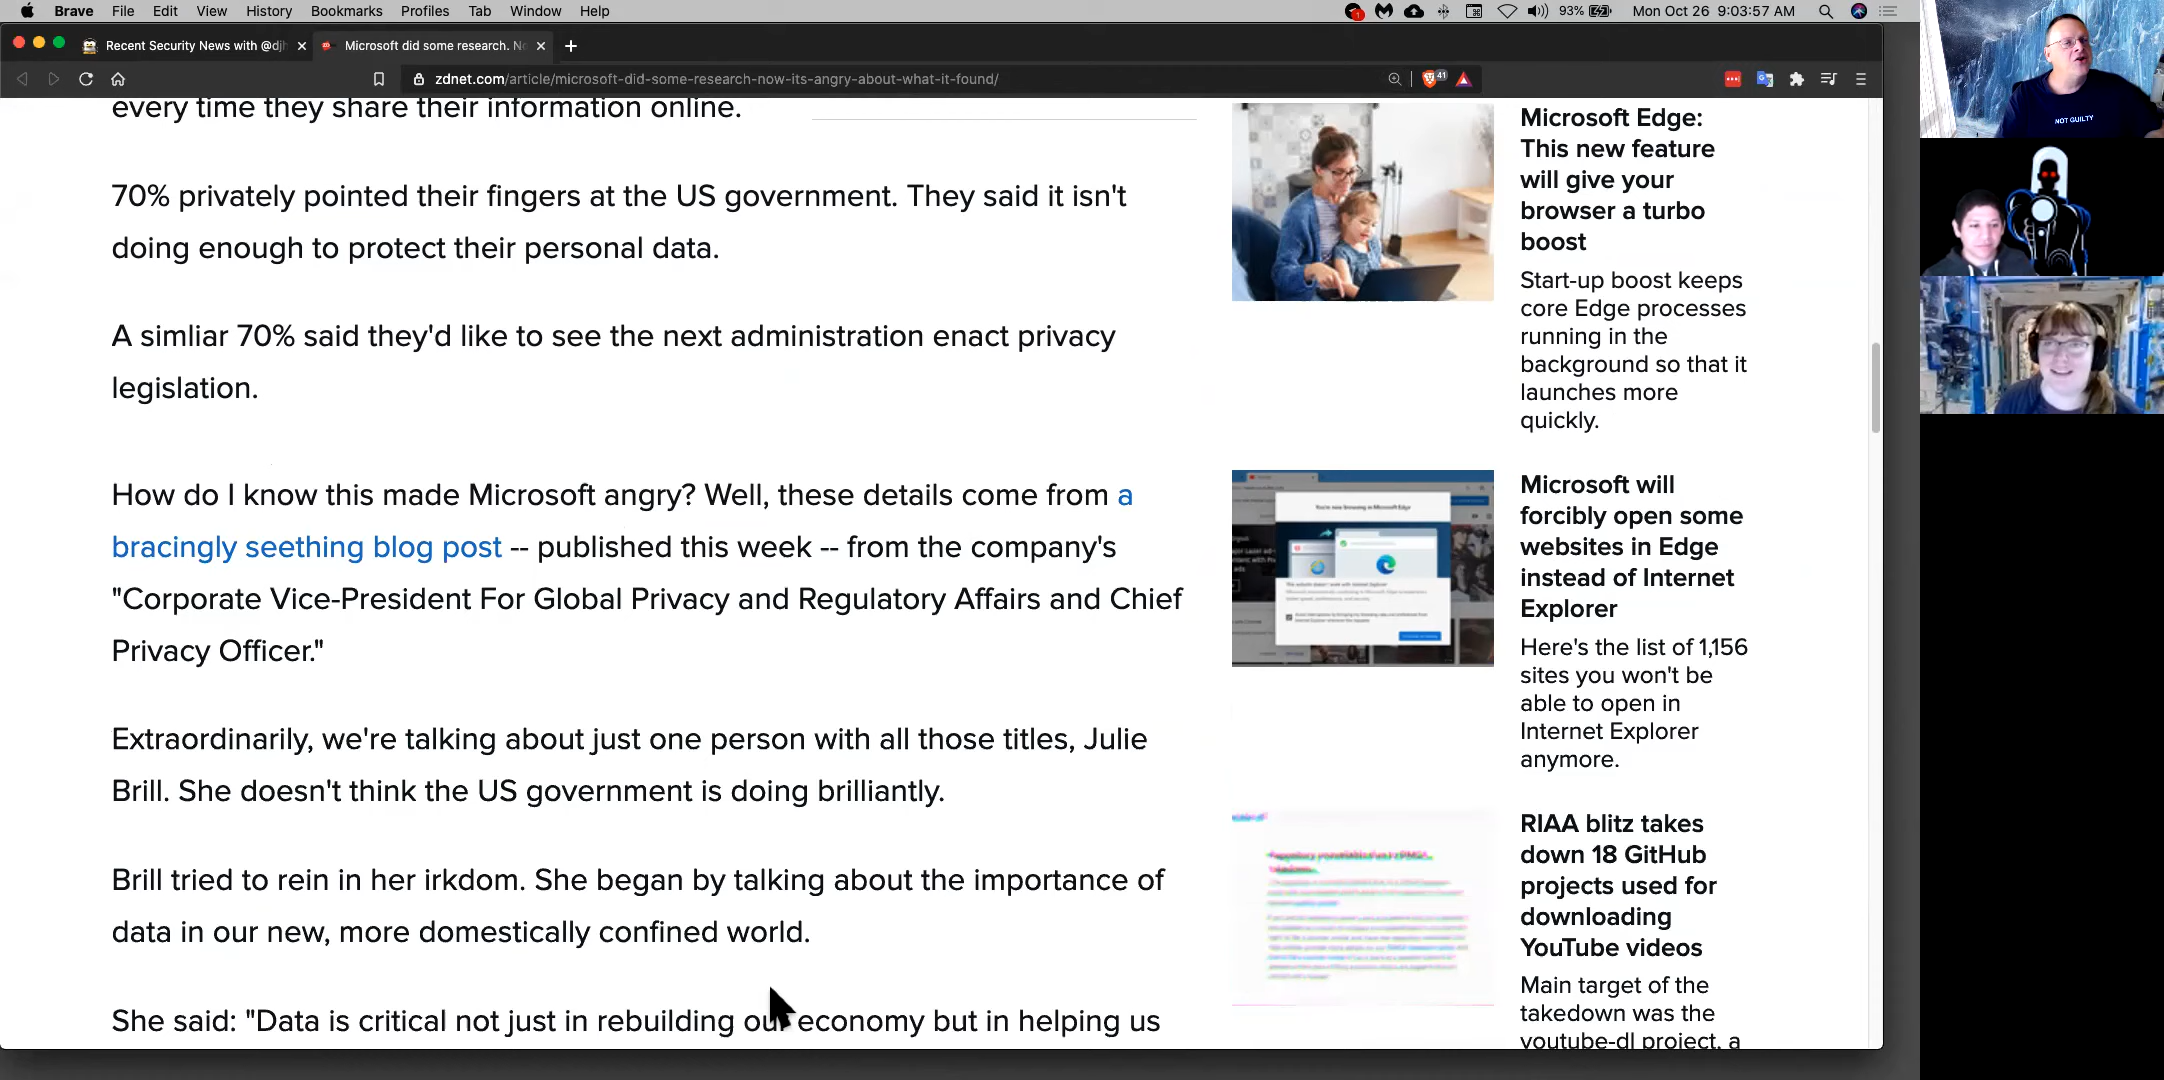 Brave File Edit View History Bookmarks Profiles Tab Window Help
93% Mon Oct 26 9:03:57 AM
Recent Security News with @djh
Microsoft did some research. N
zdnet.com/article/microsoft-did-some-research-now-its-angry-about-what-it-found/
41
every time they share their information online.
70% privately pointed their fingers at the US government. They said it isn't
doing enough to protect their personal data.
A simliar 70% said they'd like to see the next administration enact privacy
legislation.
How do I know this made Microsoft angry? Well, these details come from a
bracingly seething blog post -- published this week -- from the company's
"Corporate Vice-President For Global Privacy and Regulatory Affairs and Chief
Privacy Officer."
Extraordinarily, we're talking about just one person with all those titles, Julie
Brill. She doesn't think the US government is doing brilliantly.
Brill tried to rein in her irkdom. She began by talking about the importance of
data in our new, more domestically confined world.
She said: "Data is critical not just in rebuilding our economy but in helping us
Microsoft Edge:
This new feature
will give your
browser a turbo
boost
Start-up boost keeps
core Edge processes
running in the
background so that it
launches more
quickly.
Microsoft will
forcibly open some
websites in Edge
instead of Internet
Explorer
Here's the list of 1,156
sites you won't be
able to open in
Internet Explorer
anymore.
RIAA blitz takes
down 18 GitHub
projects used for
downloading
YouTube videos
Main target of the
takedown was the
youtube-dl project, a
NOT GUILTY